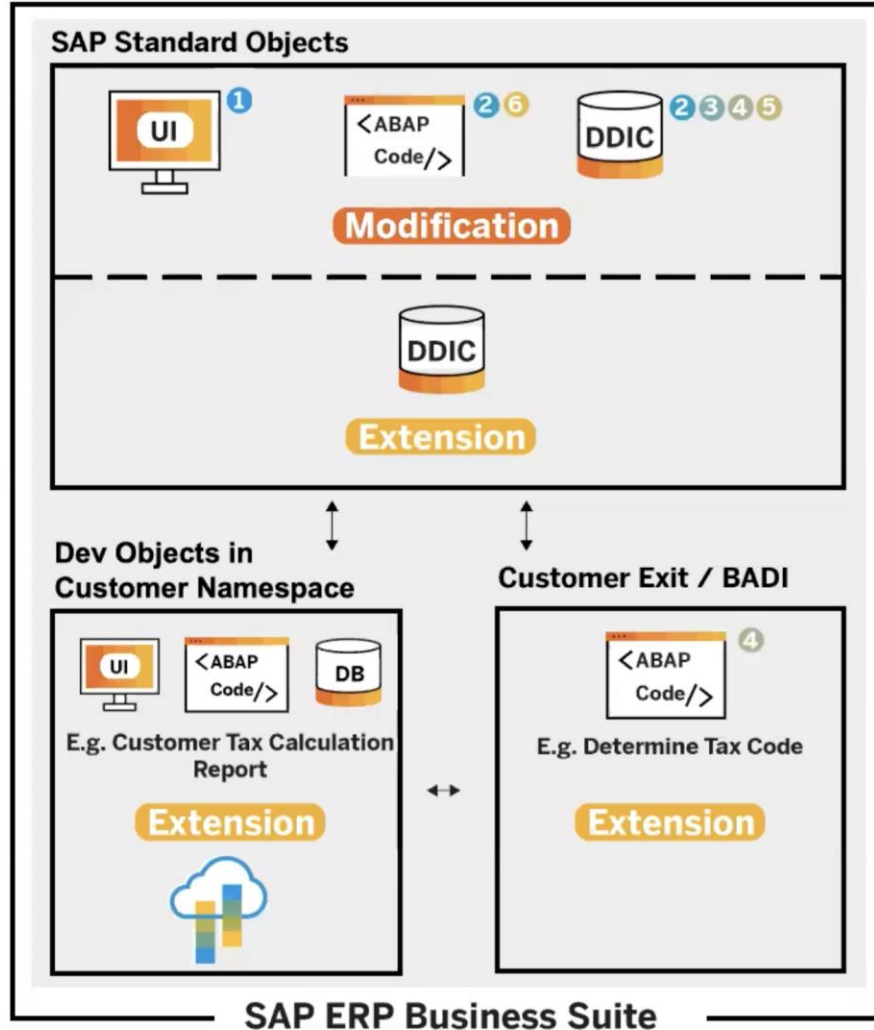 SAP Standard Objects
UI
1
<ABAP
Code/>
2 6
DDIC
2 3 4 5
Modification
DDIC
Extension
Dev Objects in
Customer Namespace
UI
<ABAP
Code/>
DB
E.g. Customer Tax Calculation
Report
Extension
Customer Exit / BADI
<ABAP
Code/>
4
E.g. Determine Tax Code
Extension
SAP ERP Business Suite